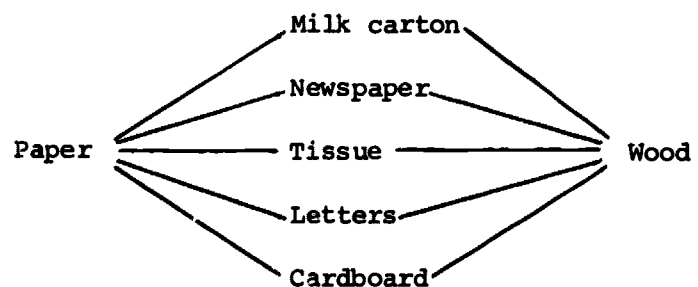 Milk carton
Newspaper
Paper Tissue Wood
Letters
Cardboard